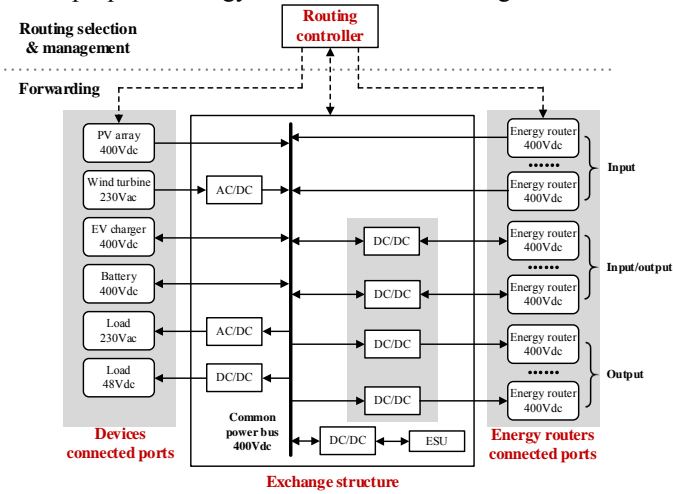 Routing selection
& management
Routing
controller
Forwarding
PV array
400Vdc
Wind turbine
230Vac
EV charger
400Vdc
Battery
400Vdc
Load
230Vac
Load
48Vdc
Devices
connected ports
AC/DC
AC/DC
DC/DC
Common
power bus
400Vdc
DC/DC
DC/DC
DC/DC
DC/DC
DC/DC
ESU
Exchange structure
Energy router
400Vdc
......
Energy router
400Vdc
Input
Energy router
400Vdc
......
Energy router
400Vdc
Input/output
Energy router
400Vdc
......
Energy router
400Vdc
Output
Energy routers
connected ports